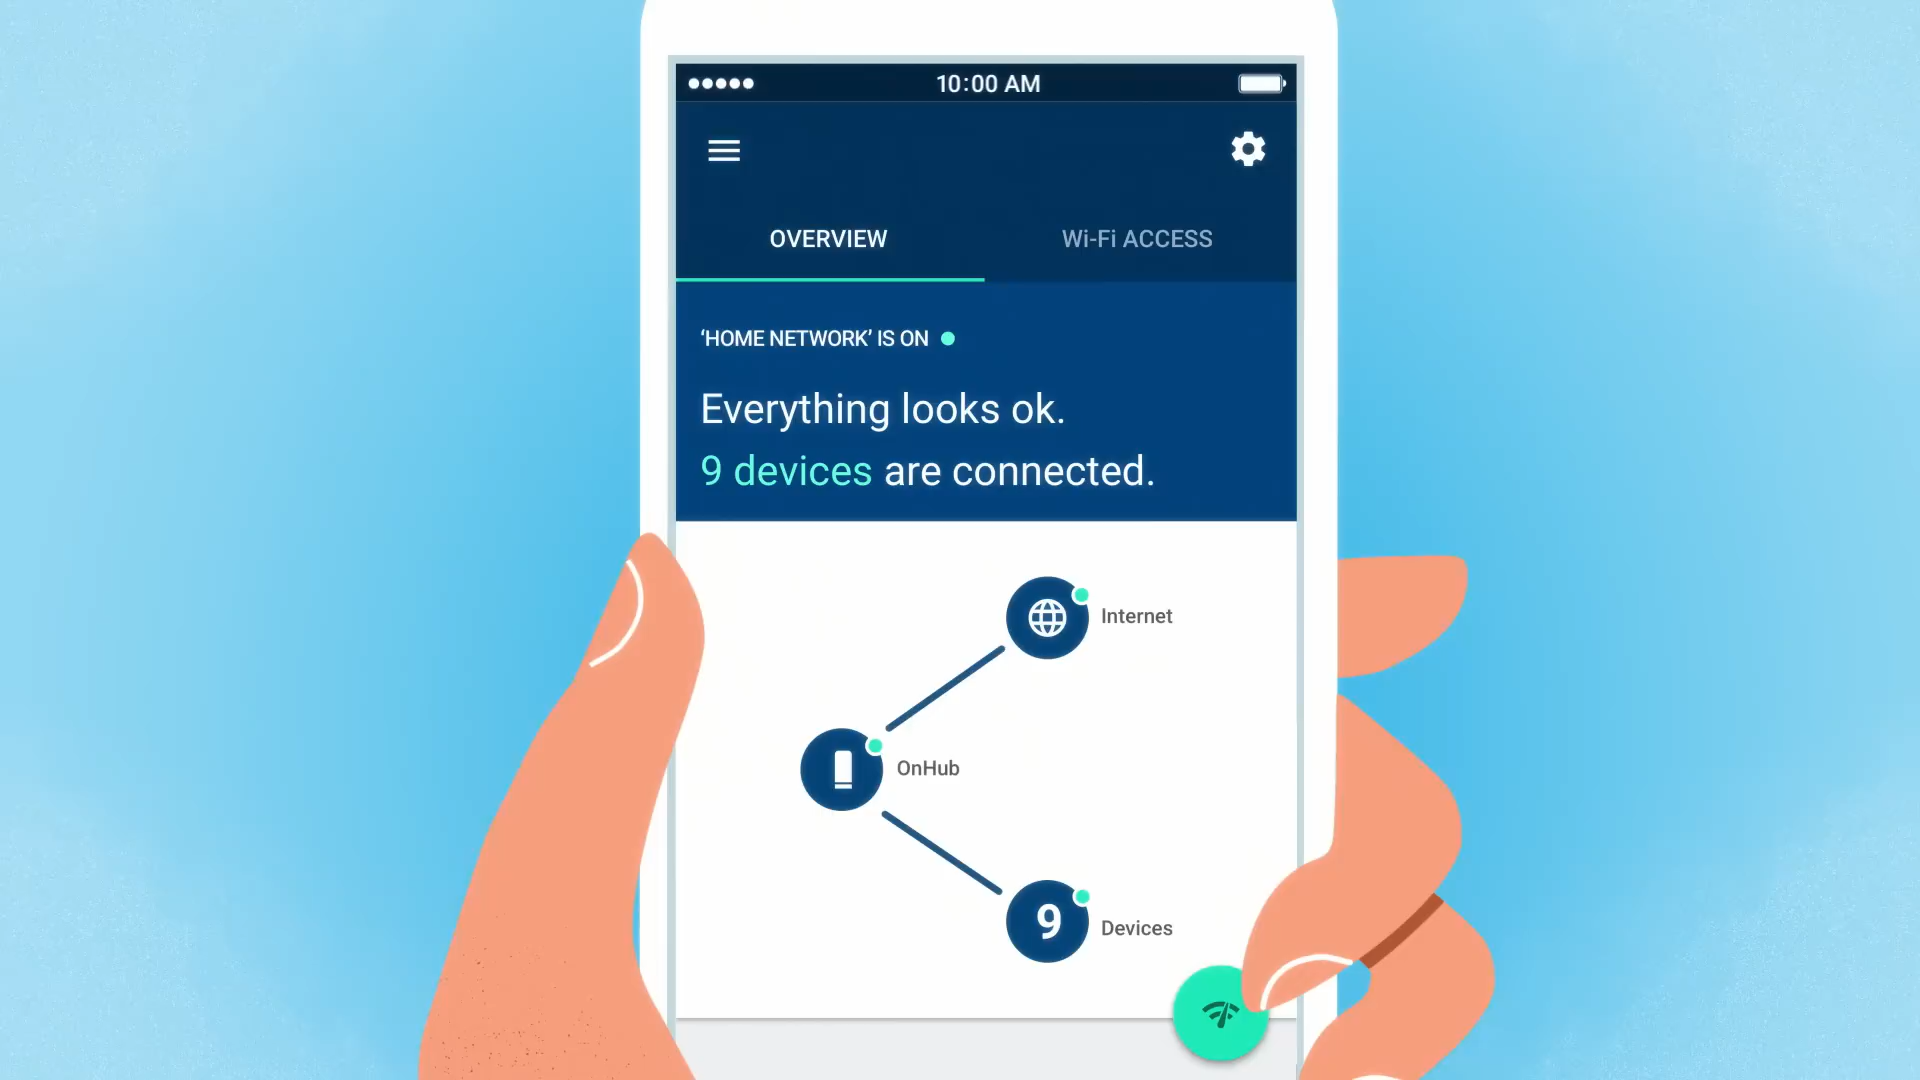 10:00 AM
OVERVIEW
Wi-Fi ACCESS
‘HOME NETWORK’ IS ON
Everything looks ok.
9 devices are connected.
Internet
OnHub
9
Devices